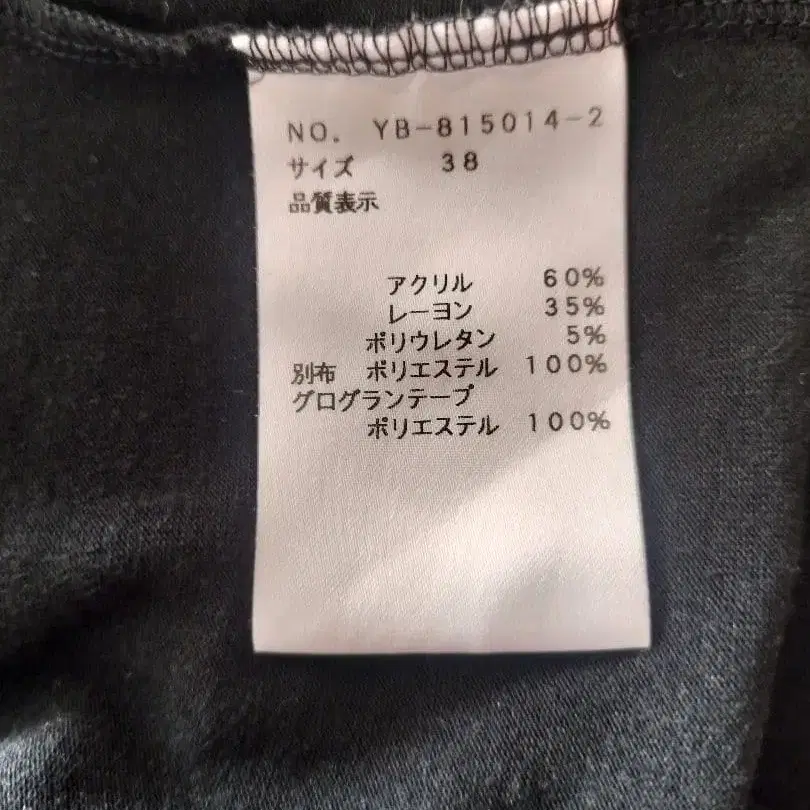 NO. YB-815014-2
サイズ 38
品質表示
アクリル 60%
レーヨン 35%
ポリウレタン 5%
別布 ポリエステル 100%
グログランテープ
ポリエステル 100%